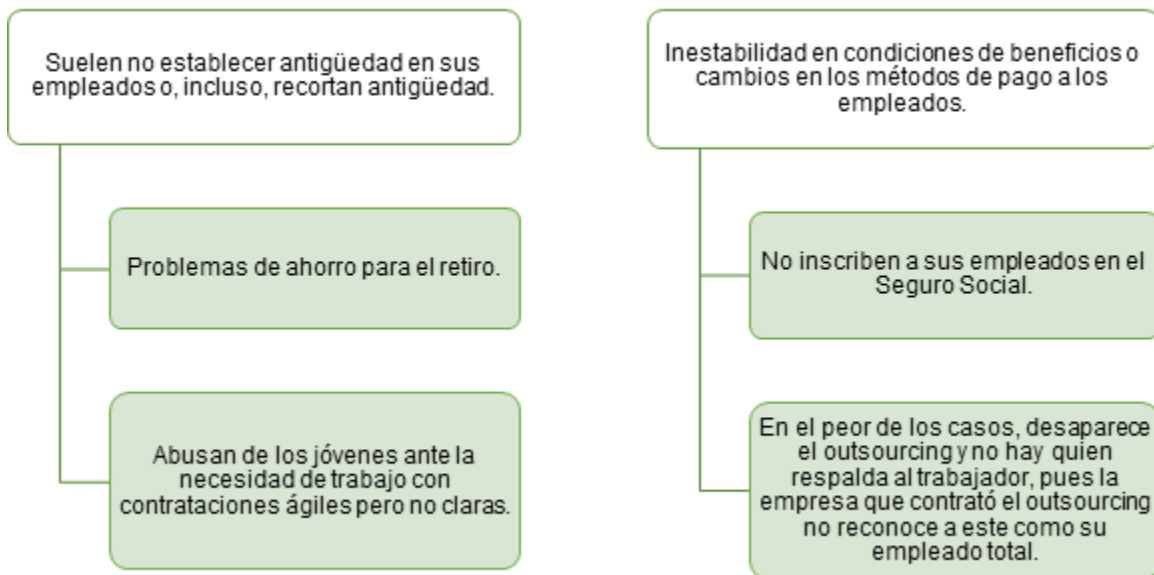 Suelen no establecer antigüedad en sus
empleados o, incluso, recortan antigüedad.
Problemas de ahorro para el retiro.
Abusan de los jóvenes ante la
necesidad de trabajo con
contrataciones ágiles pero no claras.
Inestabilidad en condiciones de beneficios o
cambios en los métodos de pago a los
empleados.
No inscriben a sus empleados en el
Seguro Social.
En el peor de los casos, desaparece
el outsourcing y no hay quien
respalda al trabajador, pues la
empresa que contrató el outsourcing
no reconoce a este como su
empleado total.